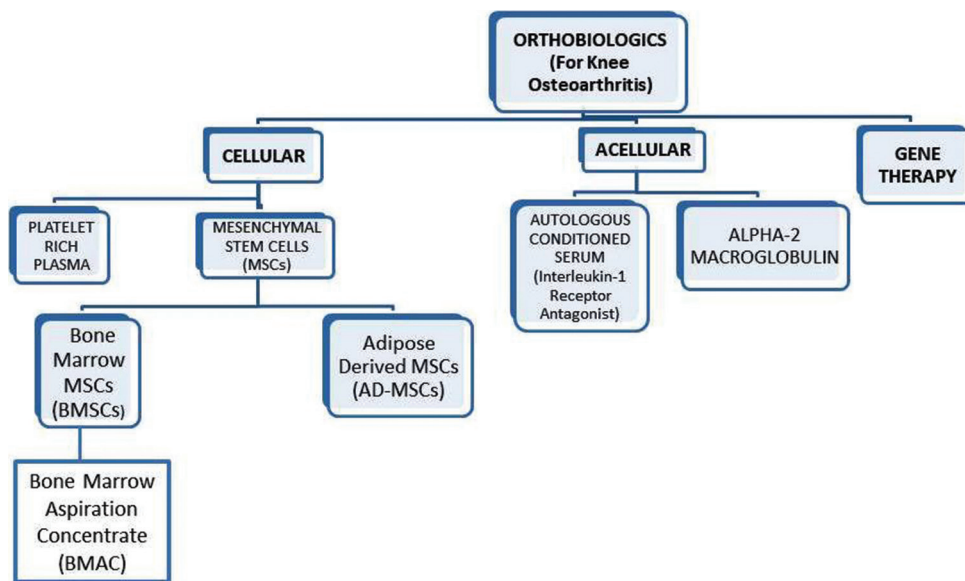 ORTHOBIOLOGICS
(For Knee
Osteoarthritis)
CELLULAR
ACELLULAR
GENE
THERAPY
PLATELET
RICH
PLASMA
MESENCHYMAL
STEM CELLS
(MSCs)
AUTOLOGOUS
CONDITIONED
SERUM
(Interleukin-1
Receptor
Antagonist)
ALPHA-2
MACROGLOBULIN
Bone
Marrow
MSCs
(BMSCs)
Adipose
Derived MSCs
(AD-MSCs)
Bone Marrow
Aspiration
Concentrate
(BMAC)